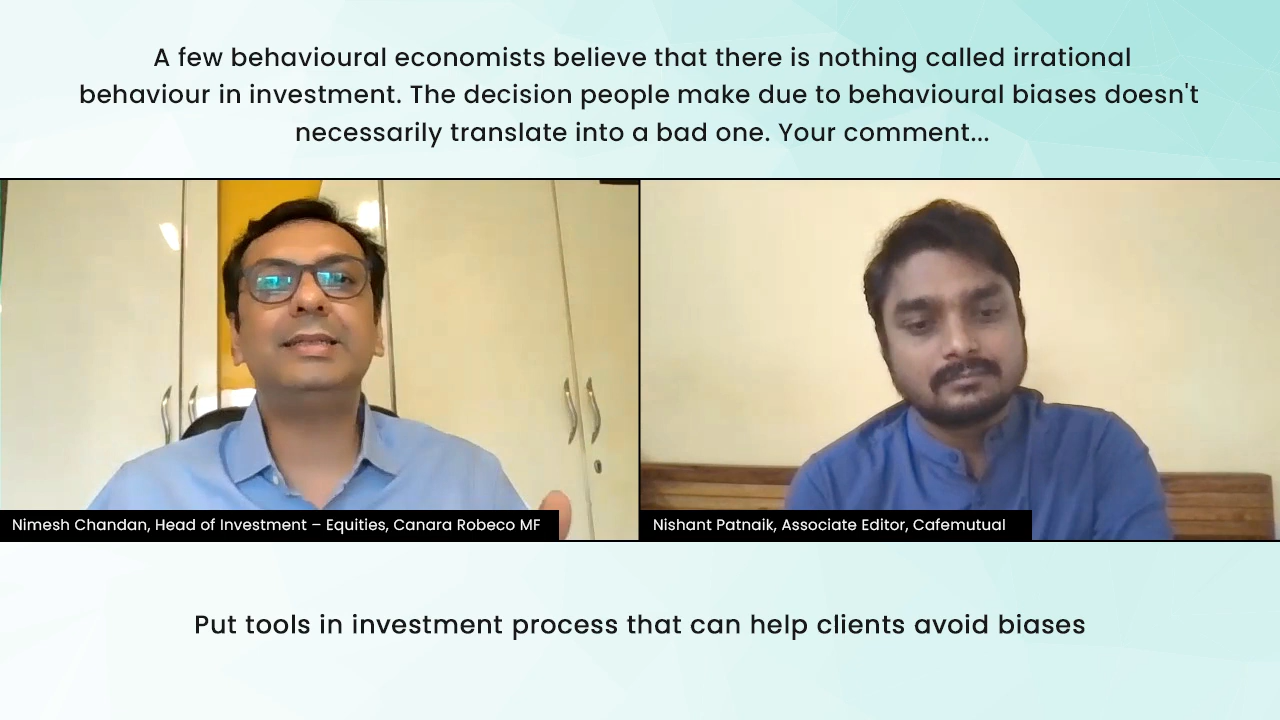 A few behavioural economists believe that there is nothing called irrational
behaviour in investment. The decision people make due to behavioural biases doesn't
necessarily translate into a bad one. Your comment...
Nimesh Chandan, Head of Investment – Equities, Canara Robeco MF
Nishant Patnaik, Associate Editor, Cafemutual
Put tools in investment process that can help clients avoid biases